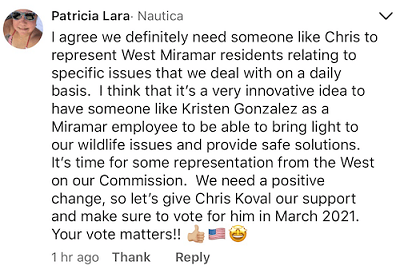 Patricia Lara· Nautica
I agree we definitely need someone like Chris to
represent West Miramar residents relating to
specific issues that we deal with on a daily
basis.  I think that it's a very innovative idea to
have someone like Kristen Gonzalez as a
Miramar employee to be able to bring light to
our wildlife issues and provide safe solutions.
It's time for some representation from the West
on our Commission.  We need a positive
change, so let's give Chris Koval our support
and make sure to vote for him in March 2021.
Your vote matters!! 👍🏼🇺🇸🤩
1 hr ago Thank Reply